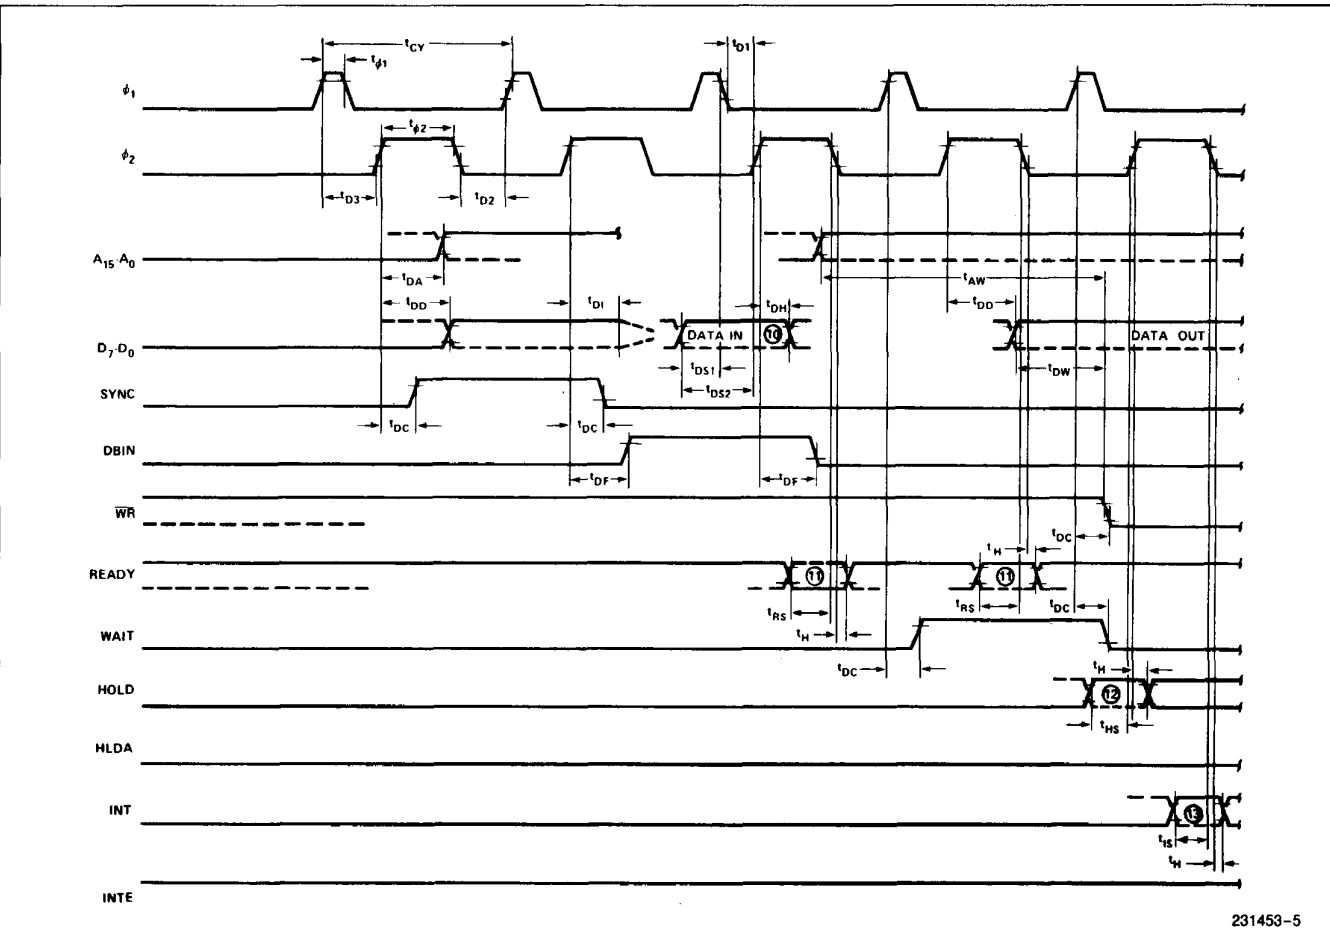 tCY
tD1
tϕ1
ϕ1
tϕ2
ϕ2
tD3
tD2
A15-A0
tDA
tAW
tDD
tDI
tDH
tDD
D7-D0
DATA IN
10
DATA OUT
tDS1
tDW
SYNC
tDS2
tDC
tDC
DBIN
tDF
tDF
WR
tDC
tH
READY
11
11
tRS
tRS
tDC
WAIT
tH
tDC
tH
HOLD
12
tHS
HLDA
INT
13
tIS
tH
INTE
231453-5